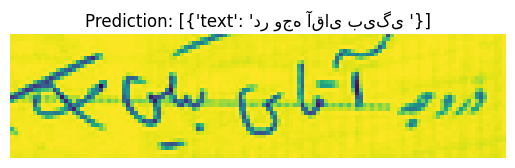 Prediction: [{'text': 'در وجه آقای بیگی '}]
در وجه آقای بیگی